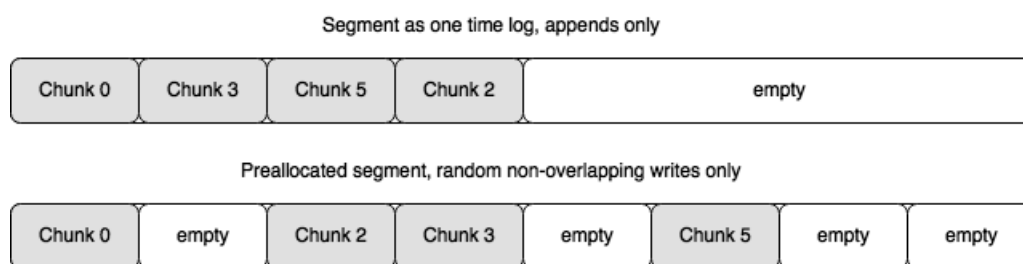 Segment as one time log, appends only
Chunk 0 Chunk 3 Chunk 5 Chunk 2 empty
Preallocated segment, random non-overlapping writes only
Chunk 0 empty Chunk 2 Chunk 3 empty Chunk 5 empty empty